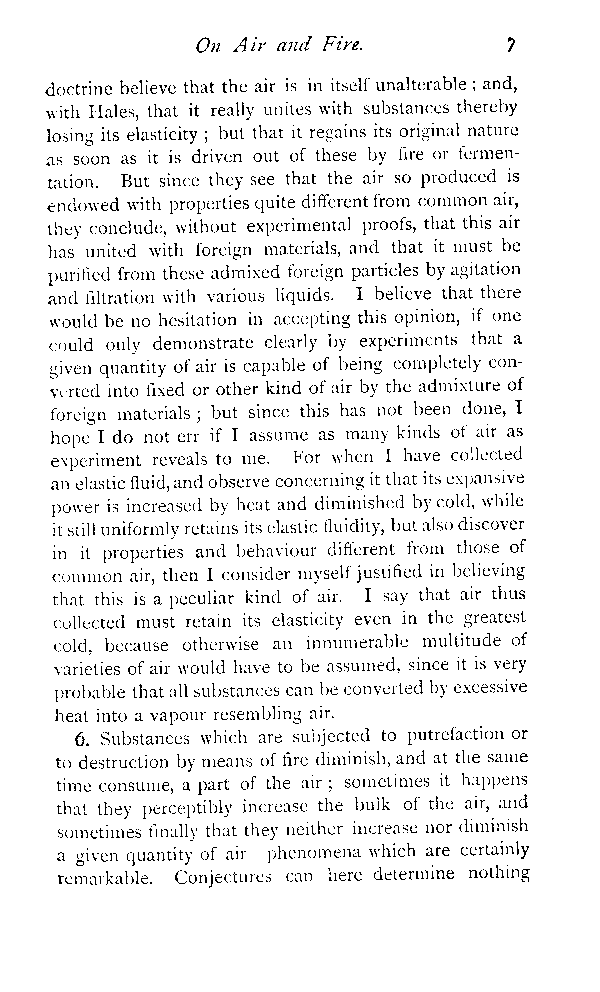 On Air and Fire. 7
doctrine believe that the air is in itself unalterable ; and,
with Hales, that it really unites with substances thereby
losing its elasticity ; but that it regains its original nature
as soon as it is driven out of these by fire or fermen-
tation. But since they see that the air so produced is
endowed with properties quite different from common air,
they conclude, without experimental proofs, that this air
has united with foreign materials, and that it must be
purified from these admixed foreign particles by agitation
and filtration with various liquids. I believe that there
would be no hesitation in accepting this opinion, if one
could only demonstrate clearly by experiments that a
given quantity of air is capable of being completely con-
verted into fixed or other kind of air by the admixture of
foreign materials ; but since this has not been done, I
hope I do not err if I assume as many kinds of air as
experiment reveals to me. For when I have collected
an elastic fluid, and observe concerning it that its expansive
power is increased by heat and diminished by cold, while
it still uniformly retains its elastic fluidity, but also discover
in it properties and behaviour different from those of
common air, then I consider myself justified in believing
that this is a peculiar kind of air. I say that air thus
collected must retain its elasticity even in the greatest
cold, because otherwise an innumerable multitude of
varieties of air would have to be assumed, since it is very
probable that all substances can be converted by excessive
heat into a vapour resembling air.
6. Substances which are subjected to putrefaction or
to destruction by means of fire diminish, and at the same
time consume, a part of the air ; sometimes it happens
that they perceptibly increase the bulk of the air, and
sometimes finally that they neither increase nor diminish
a given quantity of air phenomena which are certainly
remarkable. Conjectures can here determine nothing